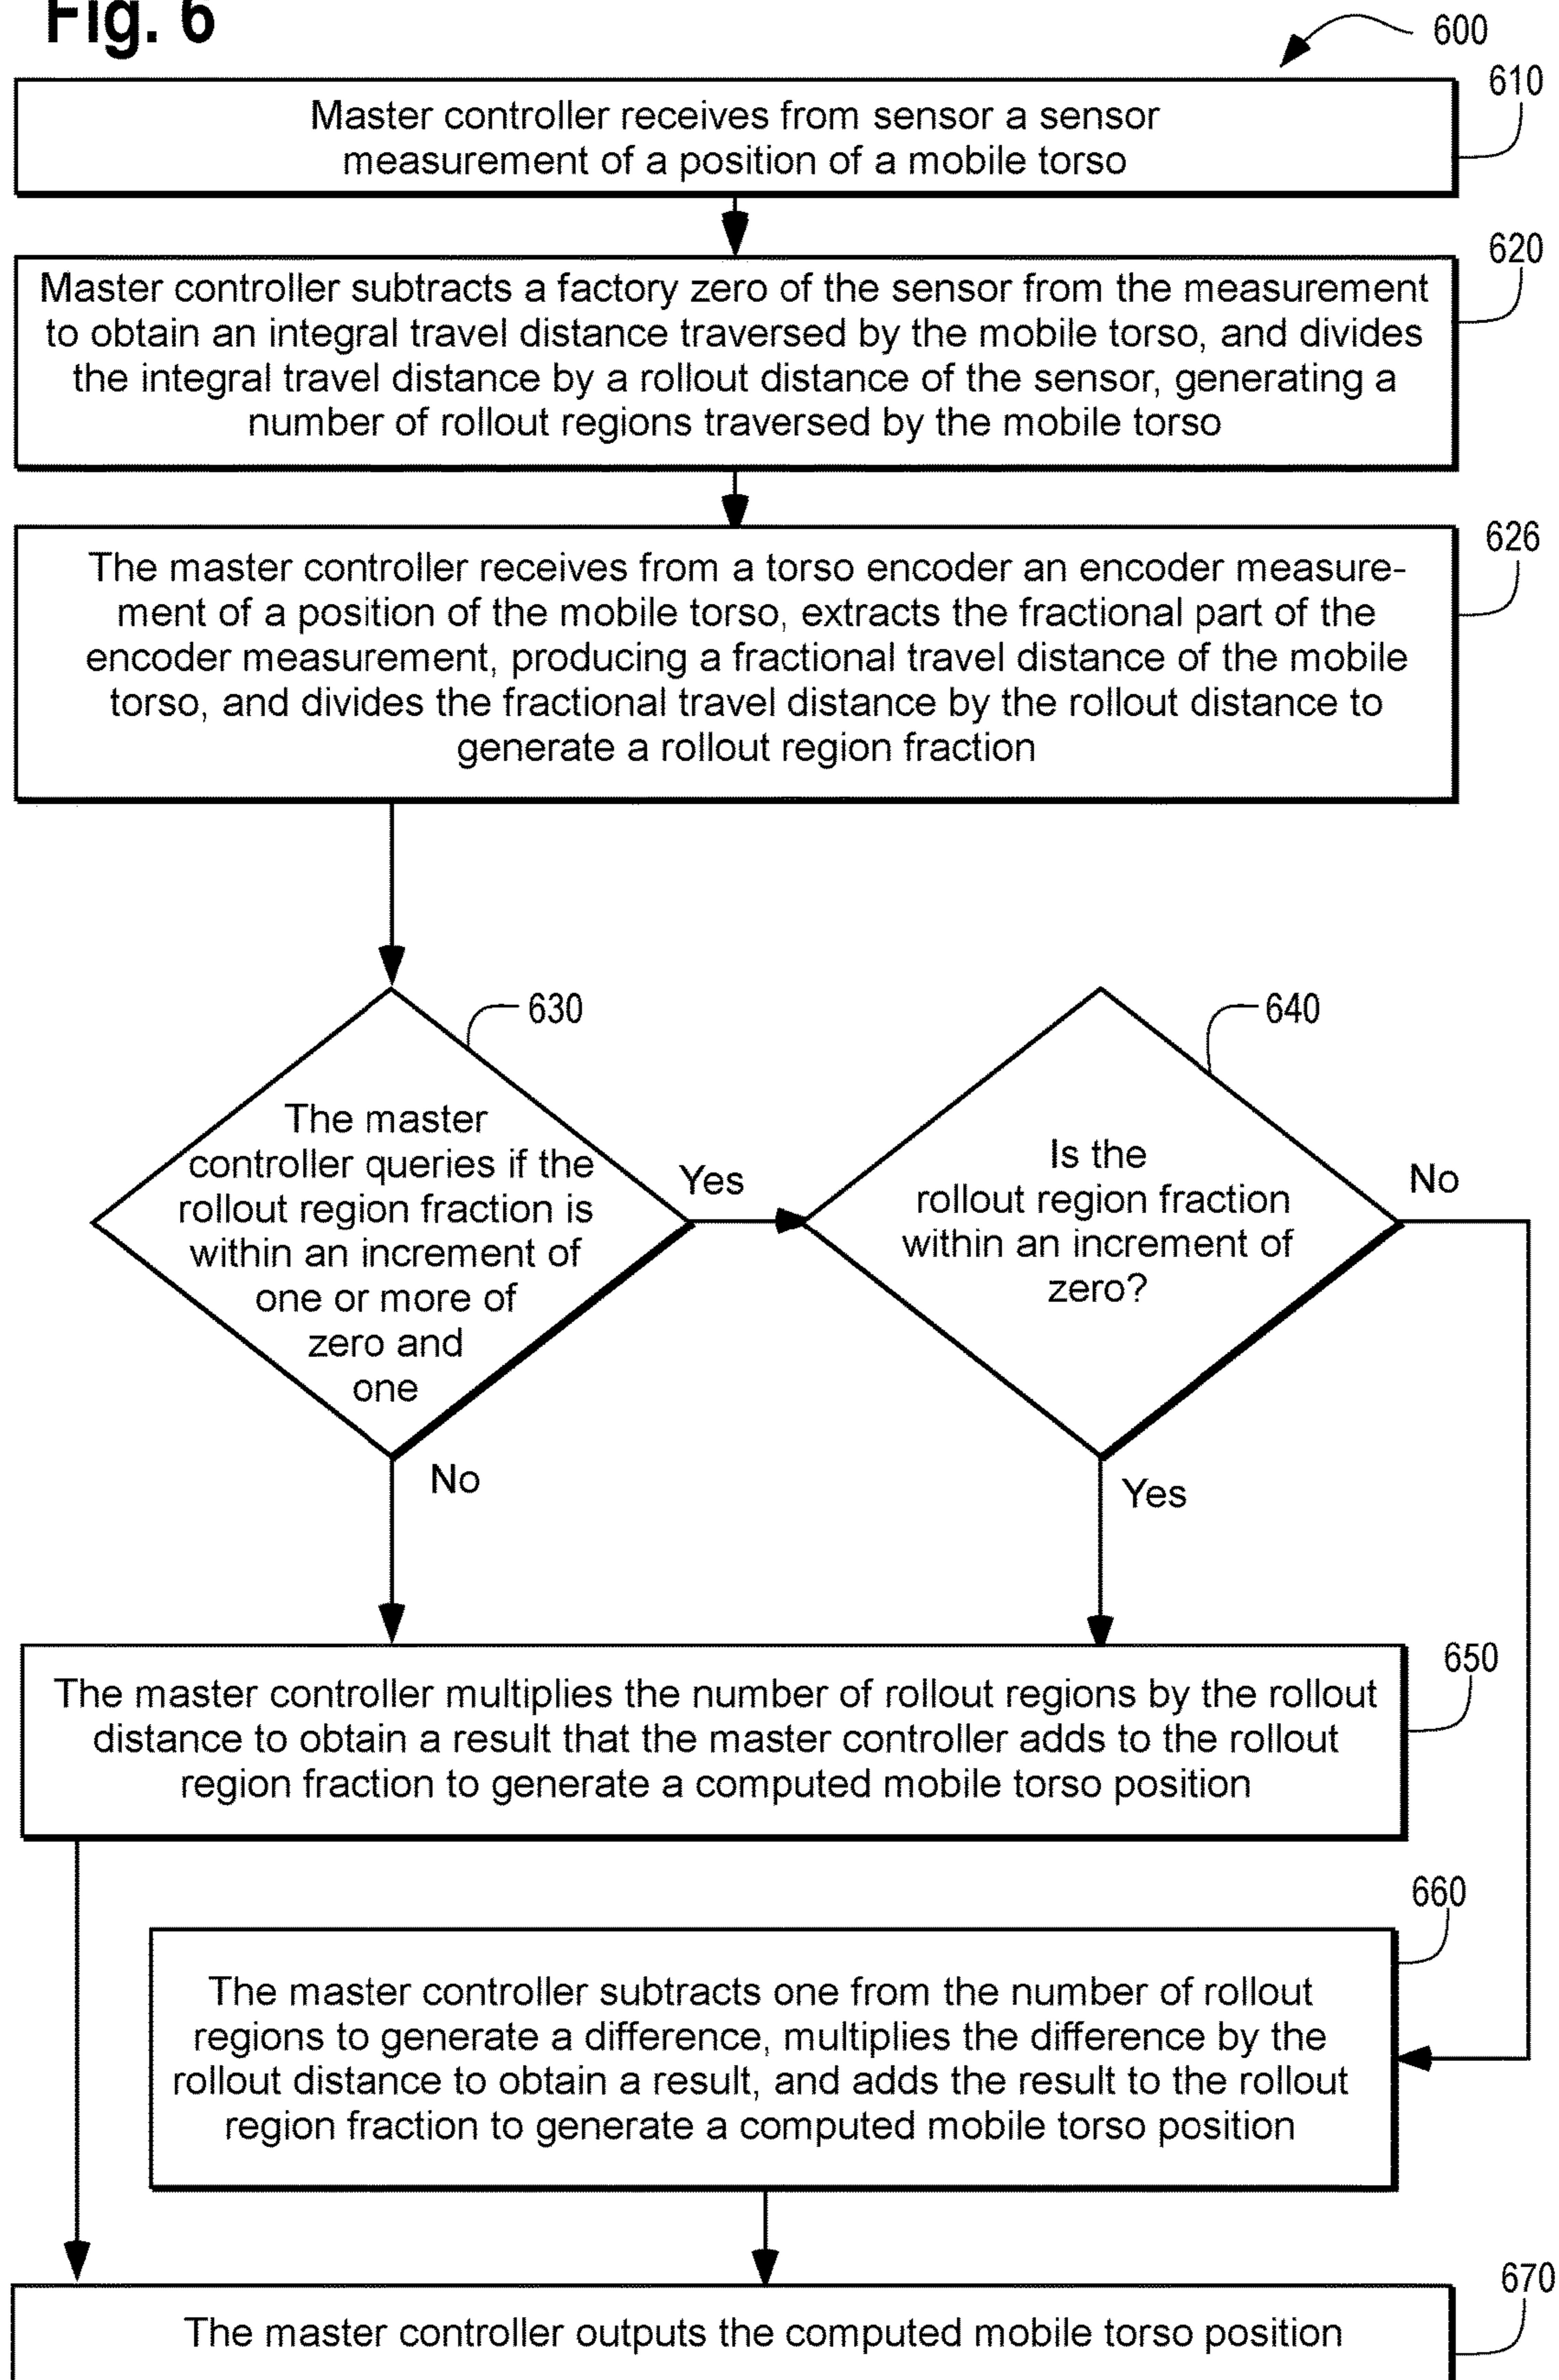 Fig. 6
600
610
Master controller receives from sensor a sensor
measurement of a position of a mobile torso
620
Master controller subtracts a factory zero of the sensor from the measurement
to obtain an integral travel distance traversed by the mobile torso, and divides
the integral travel distance by a rollout distance of the sensor, generating a
number of rollout regions traversed by the mobile torso
626
The master controller receives from a torso encoder an encoder measure-
ment of a position of the mobile torso, extracts the fractional part of the
encoder measurement, producing a fractional travel distance of the mobile
torso, and divides the fractional travel distance by the rollout distance to
generate a rollout region fraction
630
The master
controller queries if the
rollout region fraction is
within an increment of
one or more of
zero and
one
Yes
No
640
Is the
rollout region fraction
within an increment of
zero?
No
Yes
650
The master controller multiplies the number of rollout regions by the rollout
distance to obtain a result that the master controller adds to the rollout
region fraction to generate a computed mobile torso position
660
The master controller subtracts one from the number of rollout
regions to generate a difference, multiplies the difference by the
rollout distance to obtain a result, and adds the result to the rollout
region fraction to generate a computed mobile torso position
670
The master controller outputs the computed mobile torso position